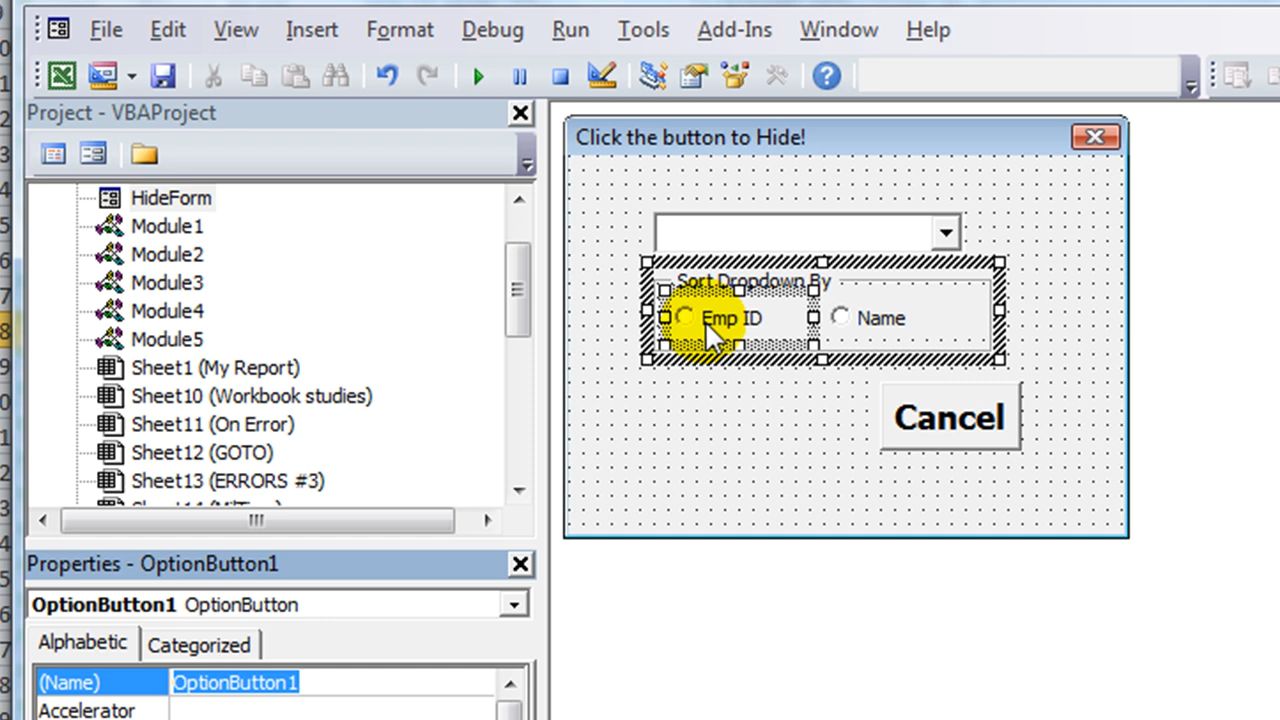 File Edit View Insert Format Debug Run Tools Add-Ins Window Help
Project - VBAProject
HideForm
Module1
Module2
Module3
Module4
Module5
Sheet1 (My Report)
Sheet10 (Workbook studies)
Sheet11 (On Error)
Sheet12 (GOTO)
Sheet13 (ERRORS #3)
Properties - OptionButton1
OptionButton1 OptionButton
Alphabetic Categorized
(Name) OptionButton1
Accelerator
Click the button to Hide!
Sort Dropdown By
Emp ID Name
Cancel